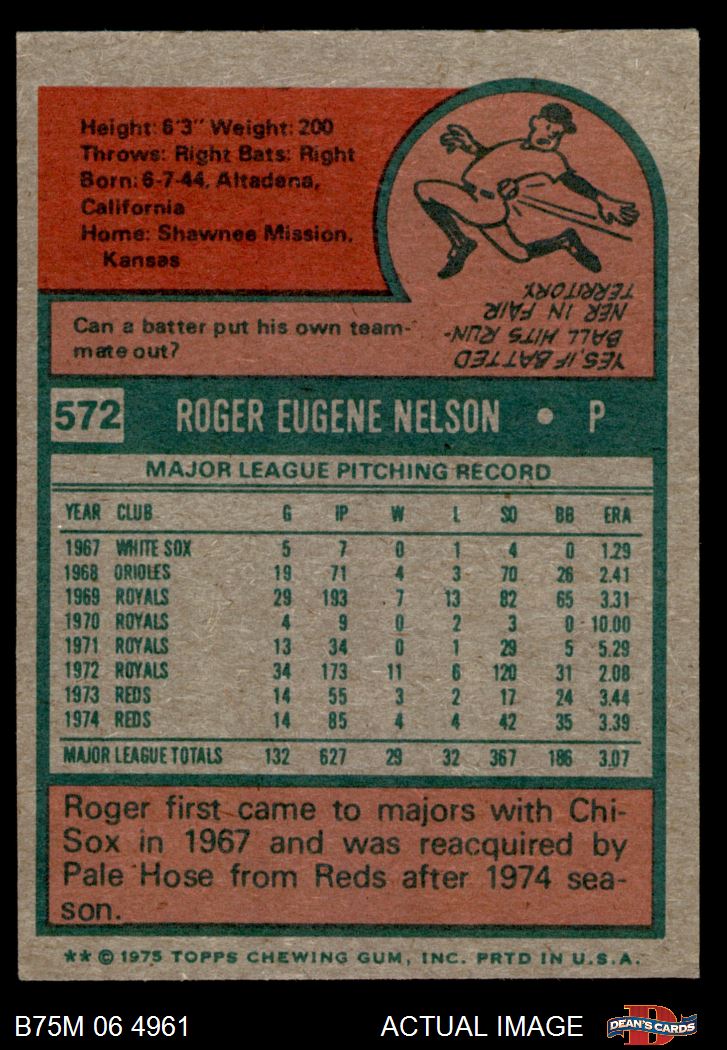 Height: 6'3" Weight: 200
Throws: Right Bats: Right
Born: 6-7-44, Altadena,
California
Home: Shawnee Mission,
Kansas
Can a batter put his own team-
mate out?
YES, IF BATTED
BALL HITS RUN-
NER IN FAIR
TERRITORY.
572 ROGER EUGENE NELSON • P
MAJOR LEAGUE PITCHING RECORD
YEAR CLUB G IP W L SO BB ERA
1967 WHITE SOX 5 7 0 1 4 0 1.29
1968 ORIOLES 19 71 4 3 70 26 2.41
1969 ROYALS 29 193 7 13 82 65 3.31
1970 ROYALS 4 9 0 2 3 0 10.00
1971 ROYALS 13 34 0 1 29 5 5.29
1972 ROYALS 34 173 11 6 120 31 2.08
1973 REDS 14 55 3 2 17 24 3.44
1974 REDS 14 85 4 4 42 35 3.39
MAJOR LEAGUE TOTALS 132 627 29 32 367 186 3.07
Roger first came to majors with Chi-
Sox in 1967 and was reacquired by
Pale Hose from Reds after 1974 sea-
son.
** © 1975 TOPPS CHEWING GUM, INC. PRTD IN U.S.A.
B75M 06 4961 ACTUAL IMAGE DEAN'S CARDS